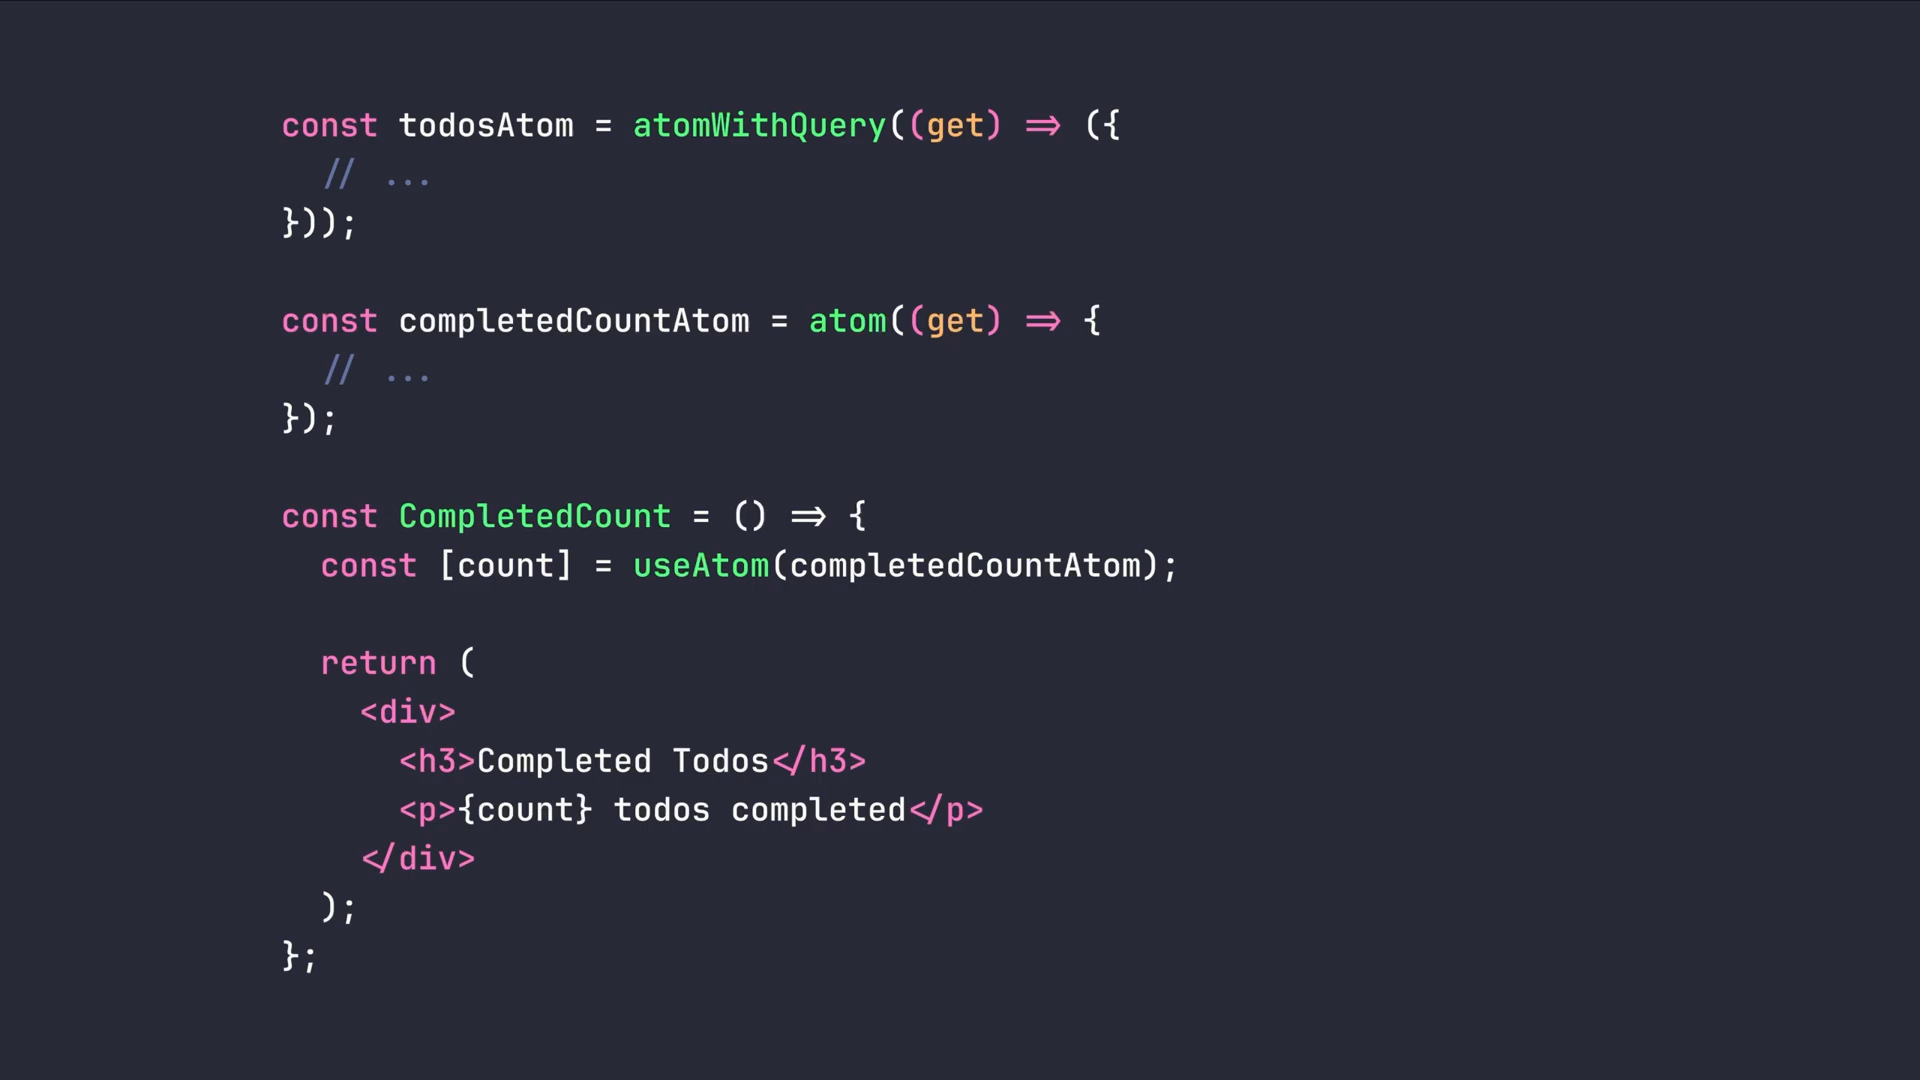 const todosAtom = atomWithQuery((get) => ({
  // ...
}));

const completedCountAtom = atom((get) => {
  // ...
});

const CompletedCount = () => {
  const [count] = useAtom(completedCountAtom);

  return (
    <div>
      <h3>Completed Todos</h3>
      <p>{count} todos completed</p>
    </div>
  );
};